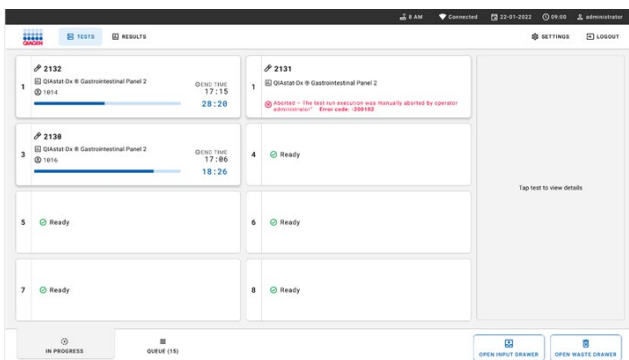 8 AM Connected 22-01-2022 09:00 administrator
QIAGEN TESTS RESULTS SETTINGS LOGOUT
1
2132
QIAstat-Dx ® Gastrointestinal Panel 2
1014
END TIME
17:15
28:20
1
2131
QIAstat-Dx ® Gastrointestinal Panel 2
Aborted – The test run execution was manually aborted by operator
administrator" Error code: -200103
3
2130
QIAstat-Dx ® Gastrointestinal Panel 2
1016
END TIME
17:06
18:26
4 Ready
Tap test to view details
5 Ready
6 Ready
7 Ready
8 Ready
IN PROGRESS
QUEUE (15)
OPEN INPUT DRAWER
OPEN WASTE DRAWER